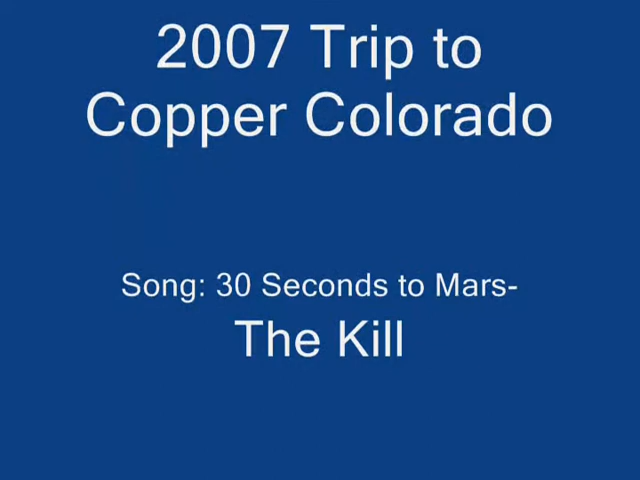 2007 Trip to
Copper Colorado
Song: 30 Seconds to Mars-
The Kill